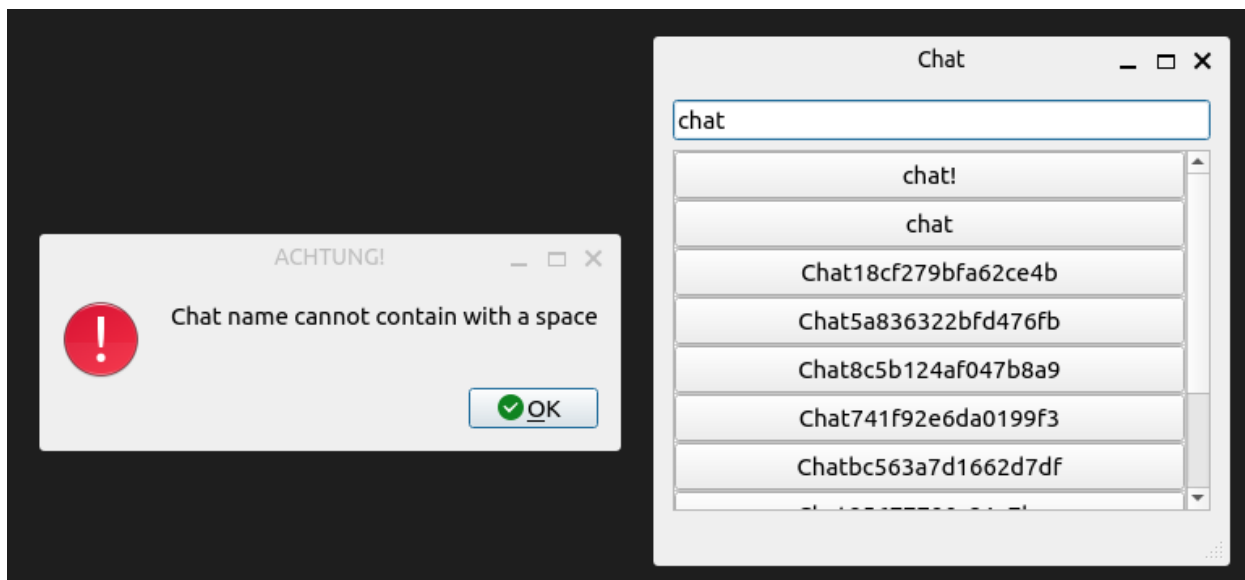 ACHTUNG!
Chat name cannot contain with a space
OK
Chat
chat
chat!
chat
Chat18cf279bfa62ce4b
Chat5a836322bfd476fb
Chat8c5b124af047b8a9
Chat741f92e6da0199f3
Chatbc563a7d1662d7df